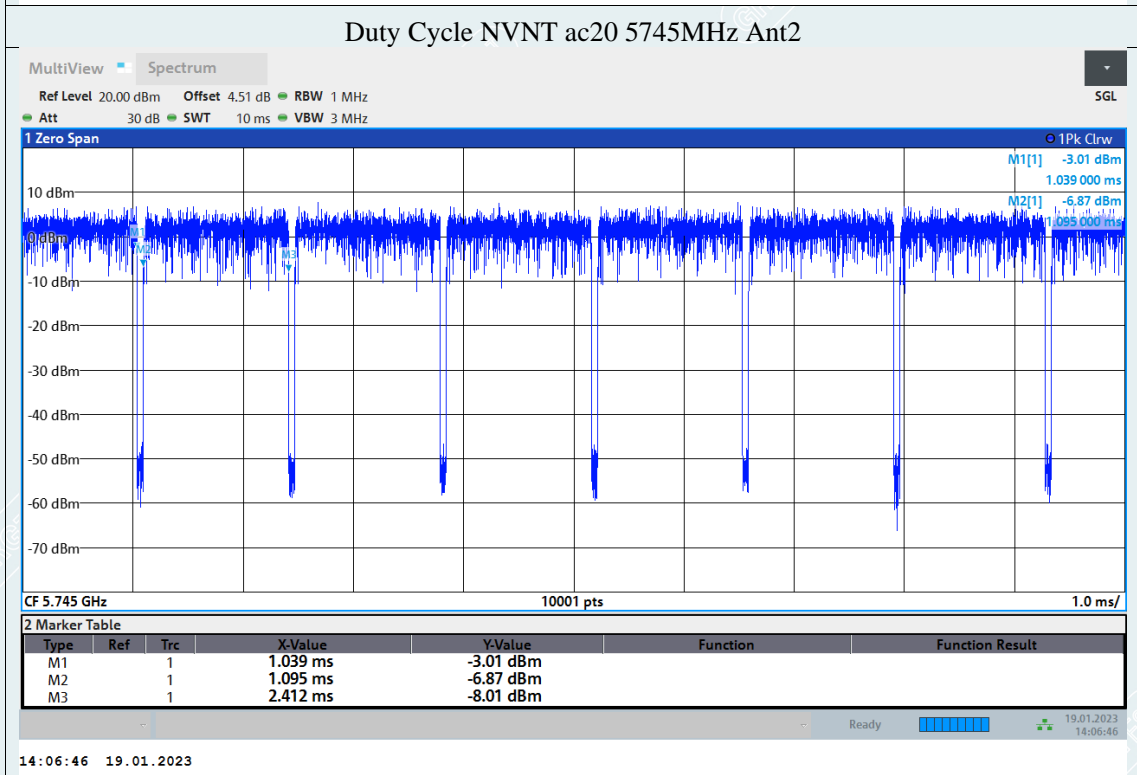 Duty Cycle NVNT ac20 5745MHz Ant2
MultiView Spectrum
Ref Level 20.00 dBm Offset 4.51 dB RBW 1 MHz SGL
Att 30 dB SWT 10 ms VBW 3 MHz
1 Zero Span 1Pk Clrw
M1[1] -3.01 dBm
1.039 000 ms
10 dBm
M2[1] -6.87 dBm
1.095 000 ms
M1
0 dBm
M2
M3
-10 dBm
-20 dBm
-30 dBm
-40 dBm
-50 dBm
-60 dBm
-70 dBm
CF 5.745 GHz 10001 pts 1.0 ms/
2 Marker Table
Type Ref Trc X-Value Y-Value Function Function Result
M1 1 1.039 ms -3.01 dBm
M2 1 1.095 ms -6.87 dBm
M3 1 2.412 ms -8.01 dBm
Ready 19.01.2023
14:06:46
14:06:46 19.01.2023